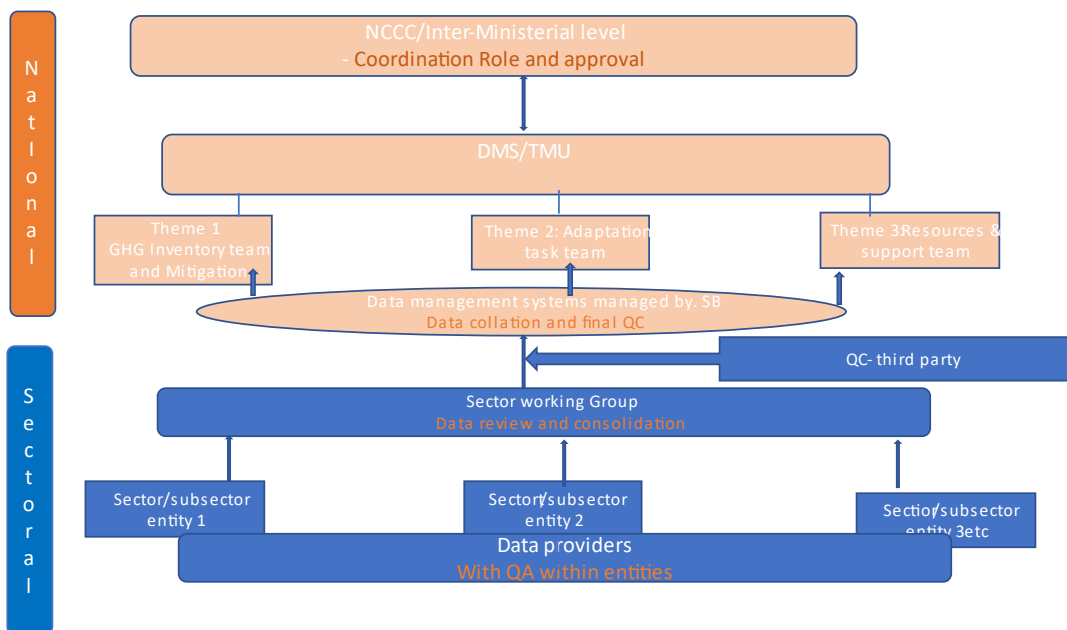 NatIonal
NCCC/Inter-Ministerial level
- Coordination Role and approval
DMS/TMU
Theme 1
GHG Inventory team
and Mitigation
Theme 2: Adaptation
task team
Theme 3:Resources &
support team
Data management systems managed by. SB
Data collation and final QC
QC- third party
Sectoral
Sector working Group
Data review and consolidation
Sector/subsector
entity 1
Sector/subsector
entity 2
Sector/subsector
entity 3etc
Data providers
With QA within entities